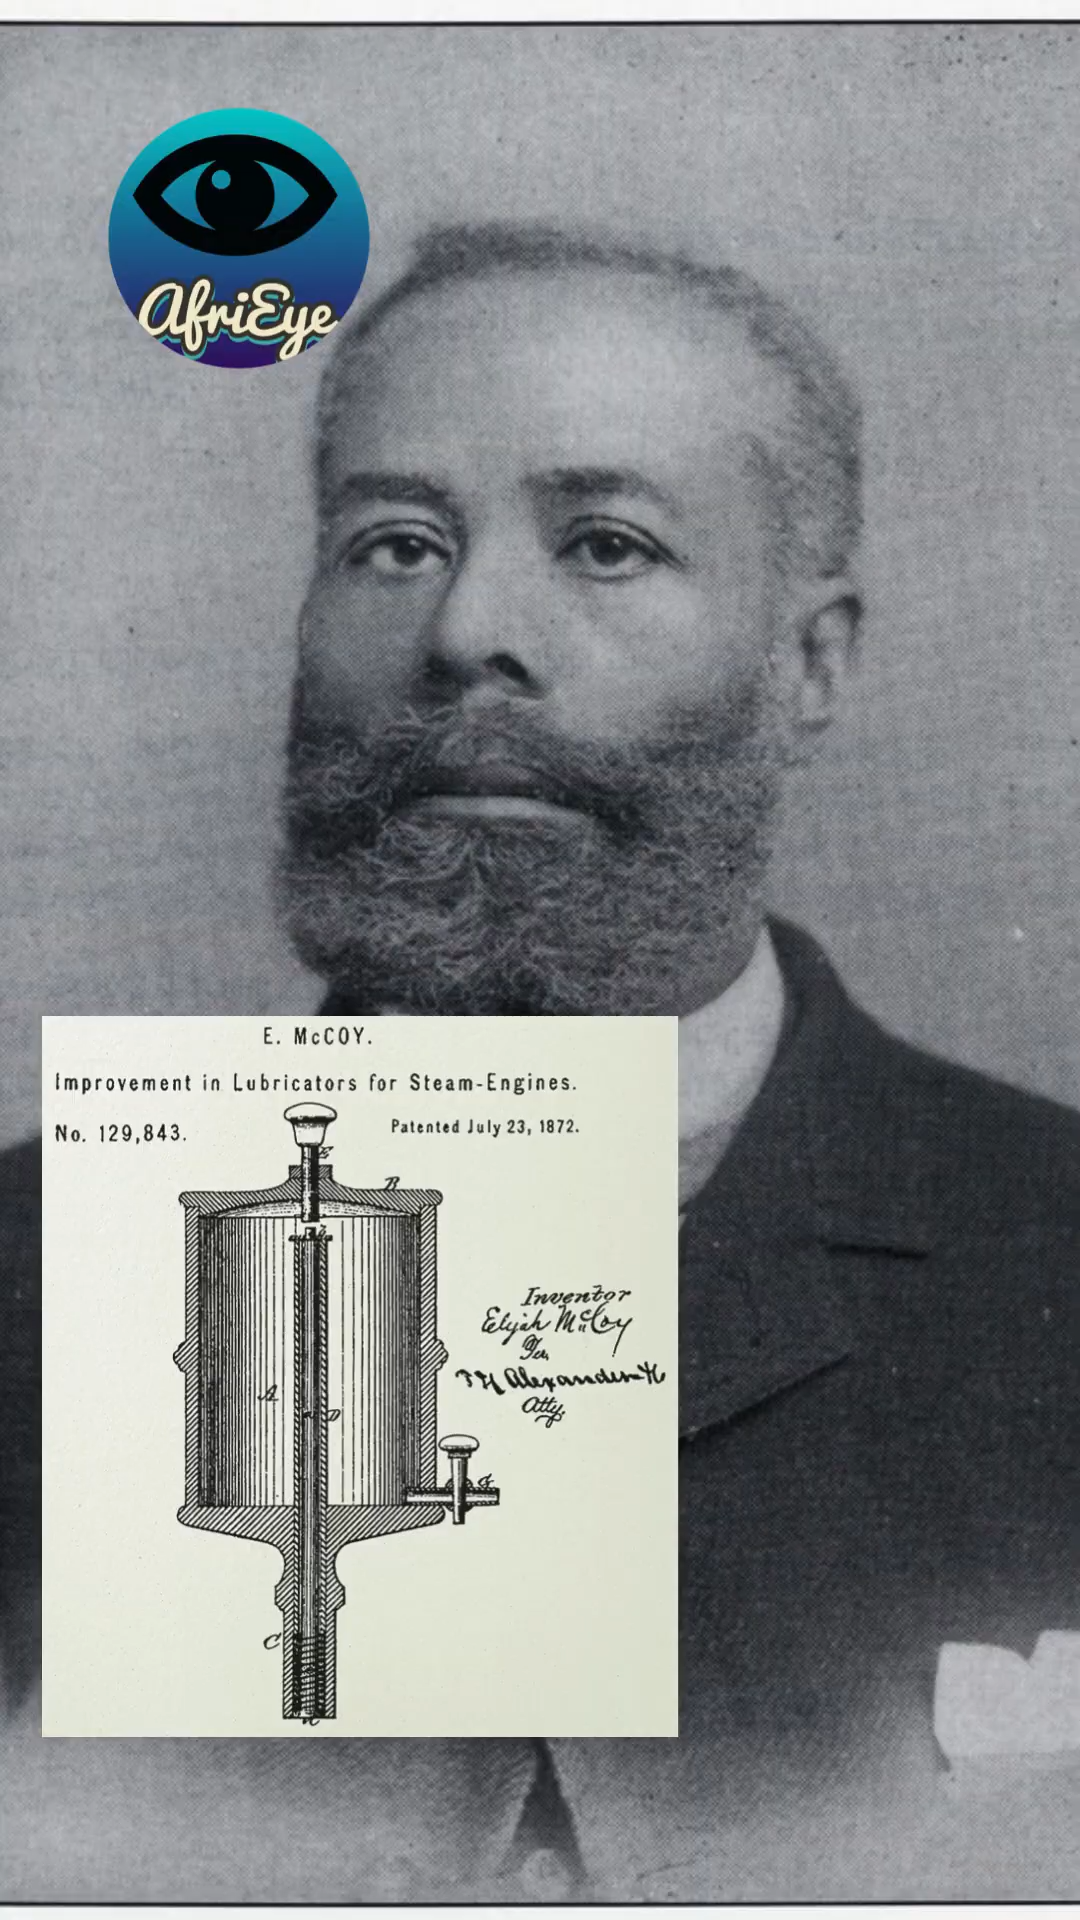 AfriEye
E. McCOY.
Improvement in Lubricators for Steam-Engines.
No. 129,843.
Patented July 23, 1872.
E
B
Inventor
Elijah McCoy
A
D
Atty.
G
C